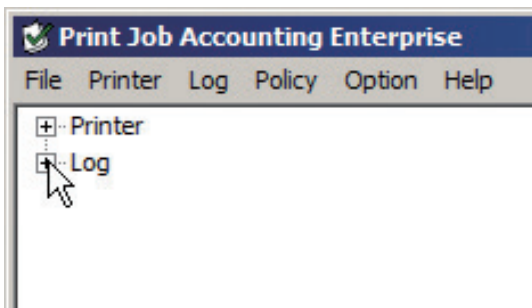 Print Job Accounting Enterprise
File Printer Log Policy Option Help
Printer
Log